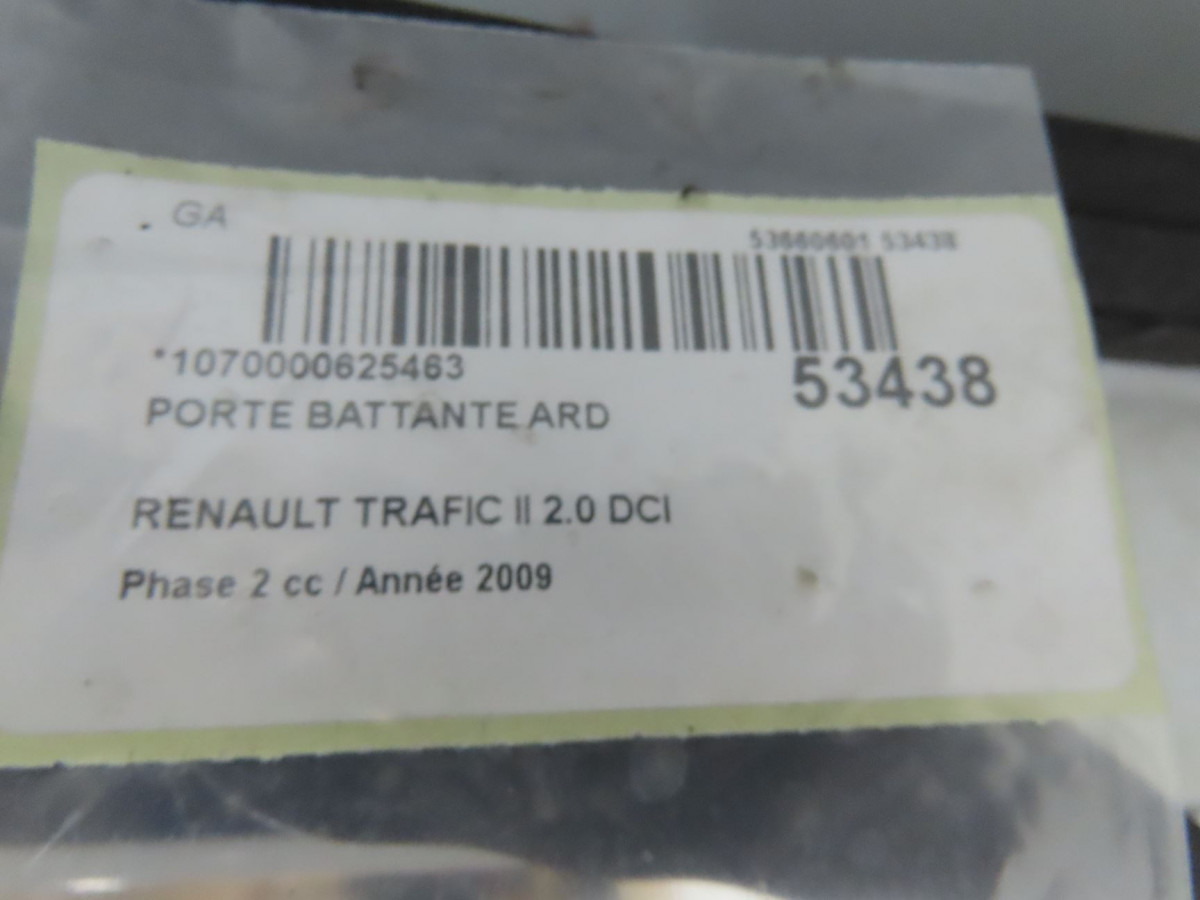 GA
53660601 53438
*1070000625463
53438
PORTE BATTANTE ARD
RENAULT TRAFIC II 2.0 DCI
Phase 2 cc / Année 2009